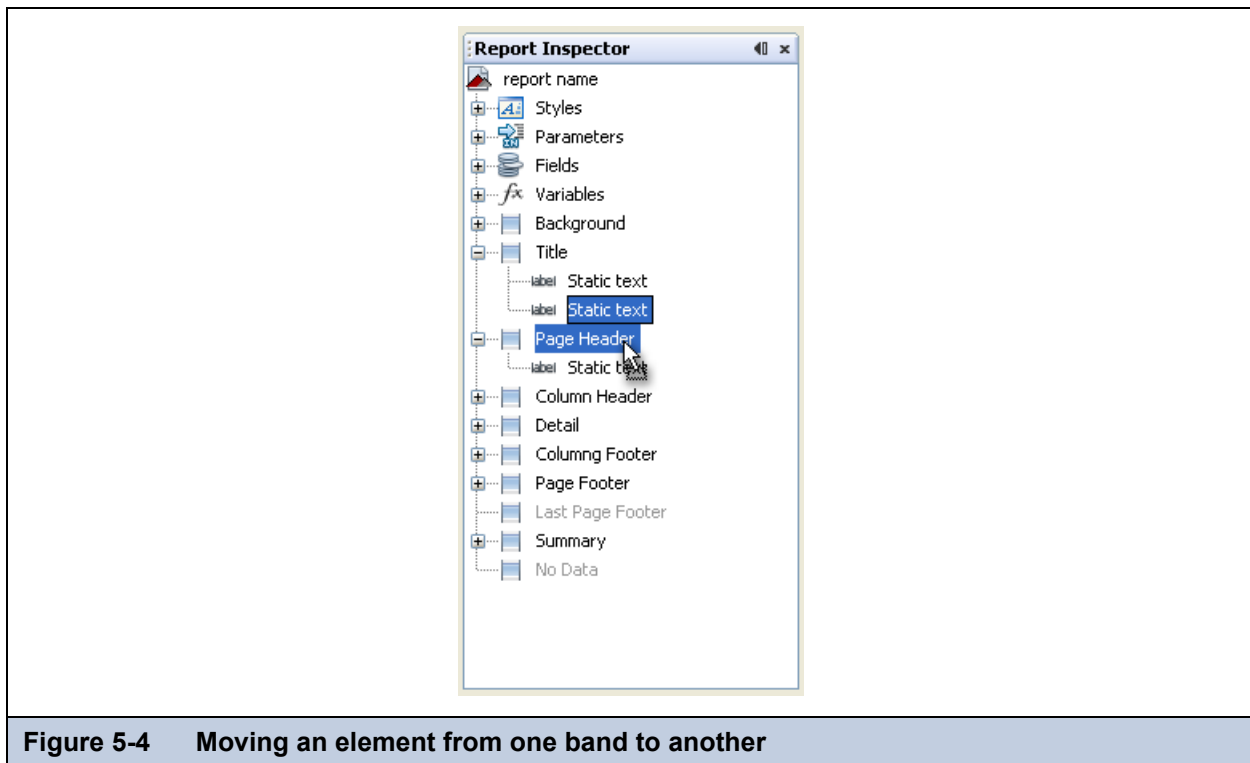 Report Inspector
report name
Styles
Parameters
Fields
Variables
Background
Title
label Static text
label Static text
Page Header
label Static text
Column Header
Detail
Columng Footer
Page Footer
Last Page Footer
Summary
No Data
Figure 5-4 Moving an element from one band to another